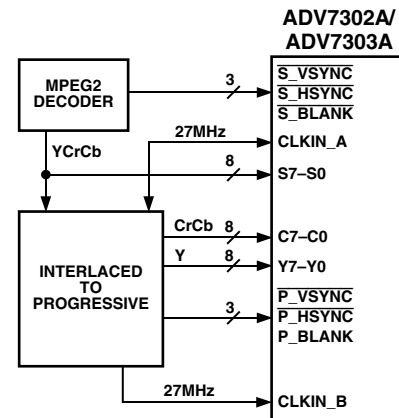 ADV7302A/
ADV7303A
MPEG2
DECODER
3
S_VSYNC
S_HSYNC
S_BLANK
27MHz
CLKIN_A
YCrCb
8
S7–S0
INTERLACED
TO
PROGRESSIVE
CrCb
8
C7–C0
Y
8
Y7–Y0
3
P_VSYNC
P_HSYNC
P_BLANK
27MHz
CLKIN_B